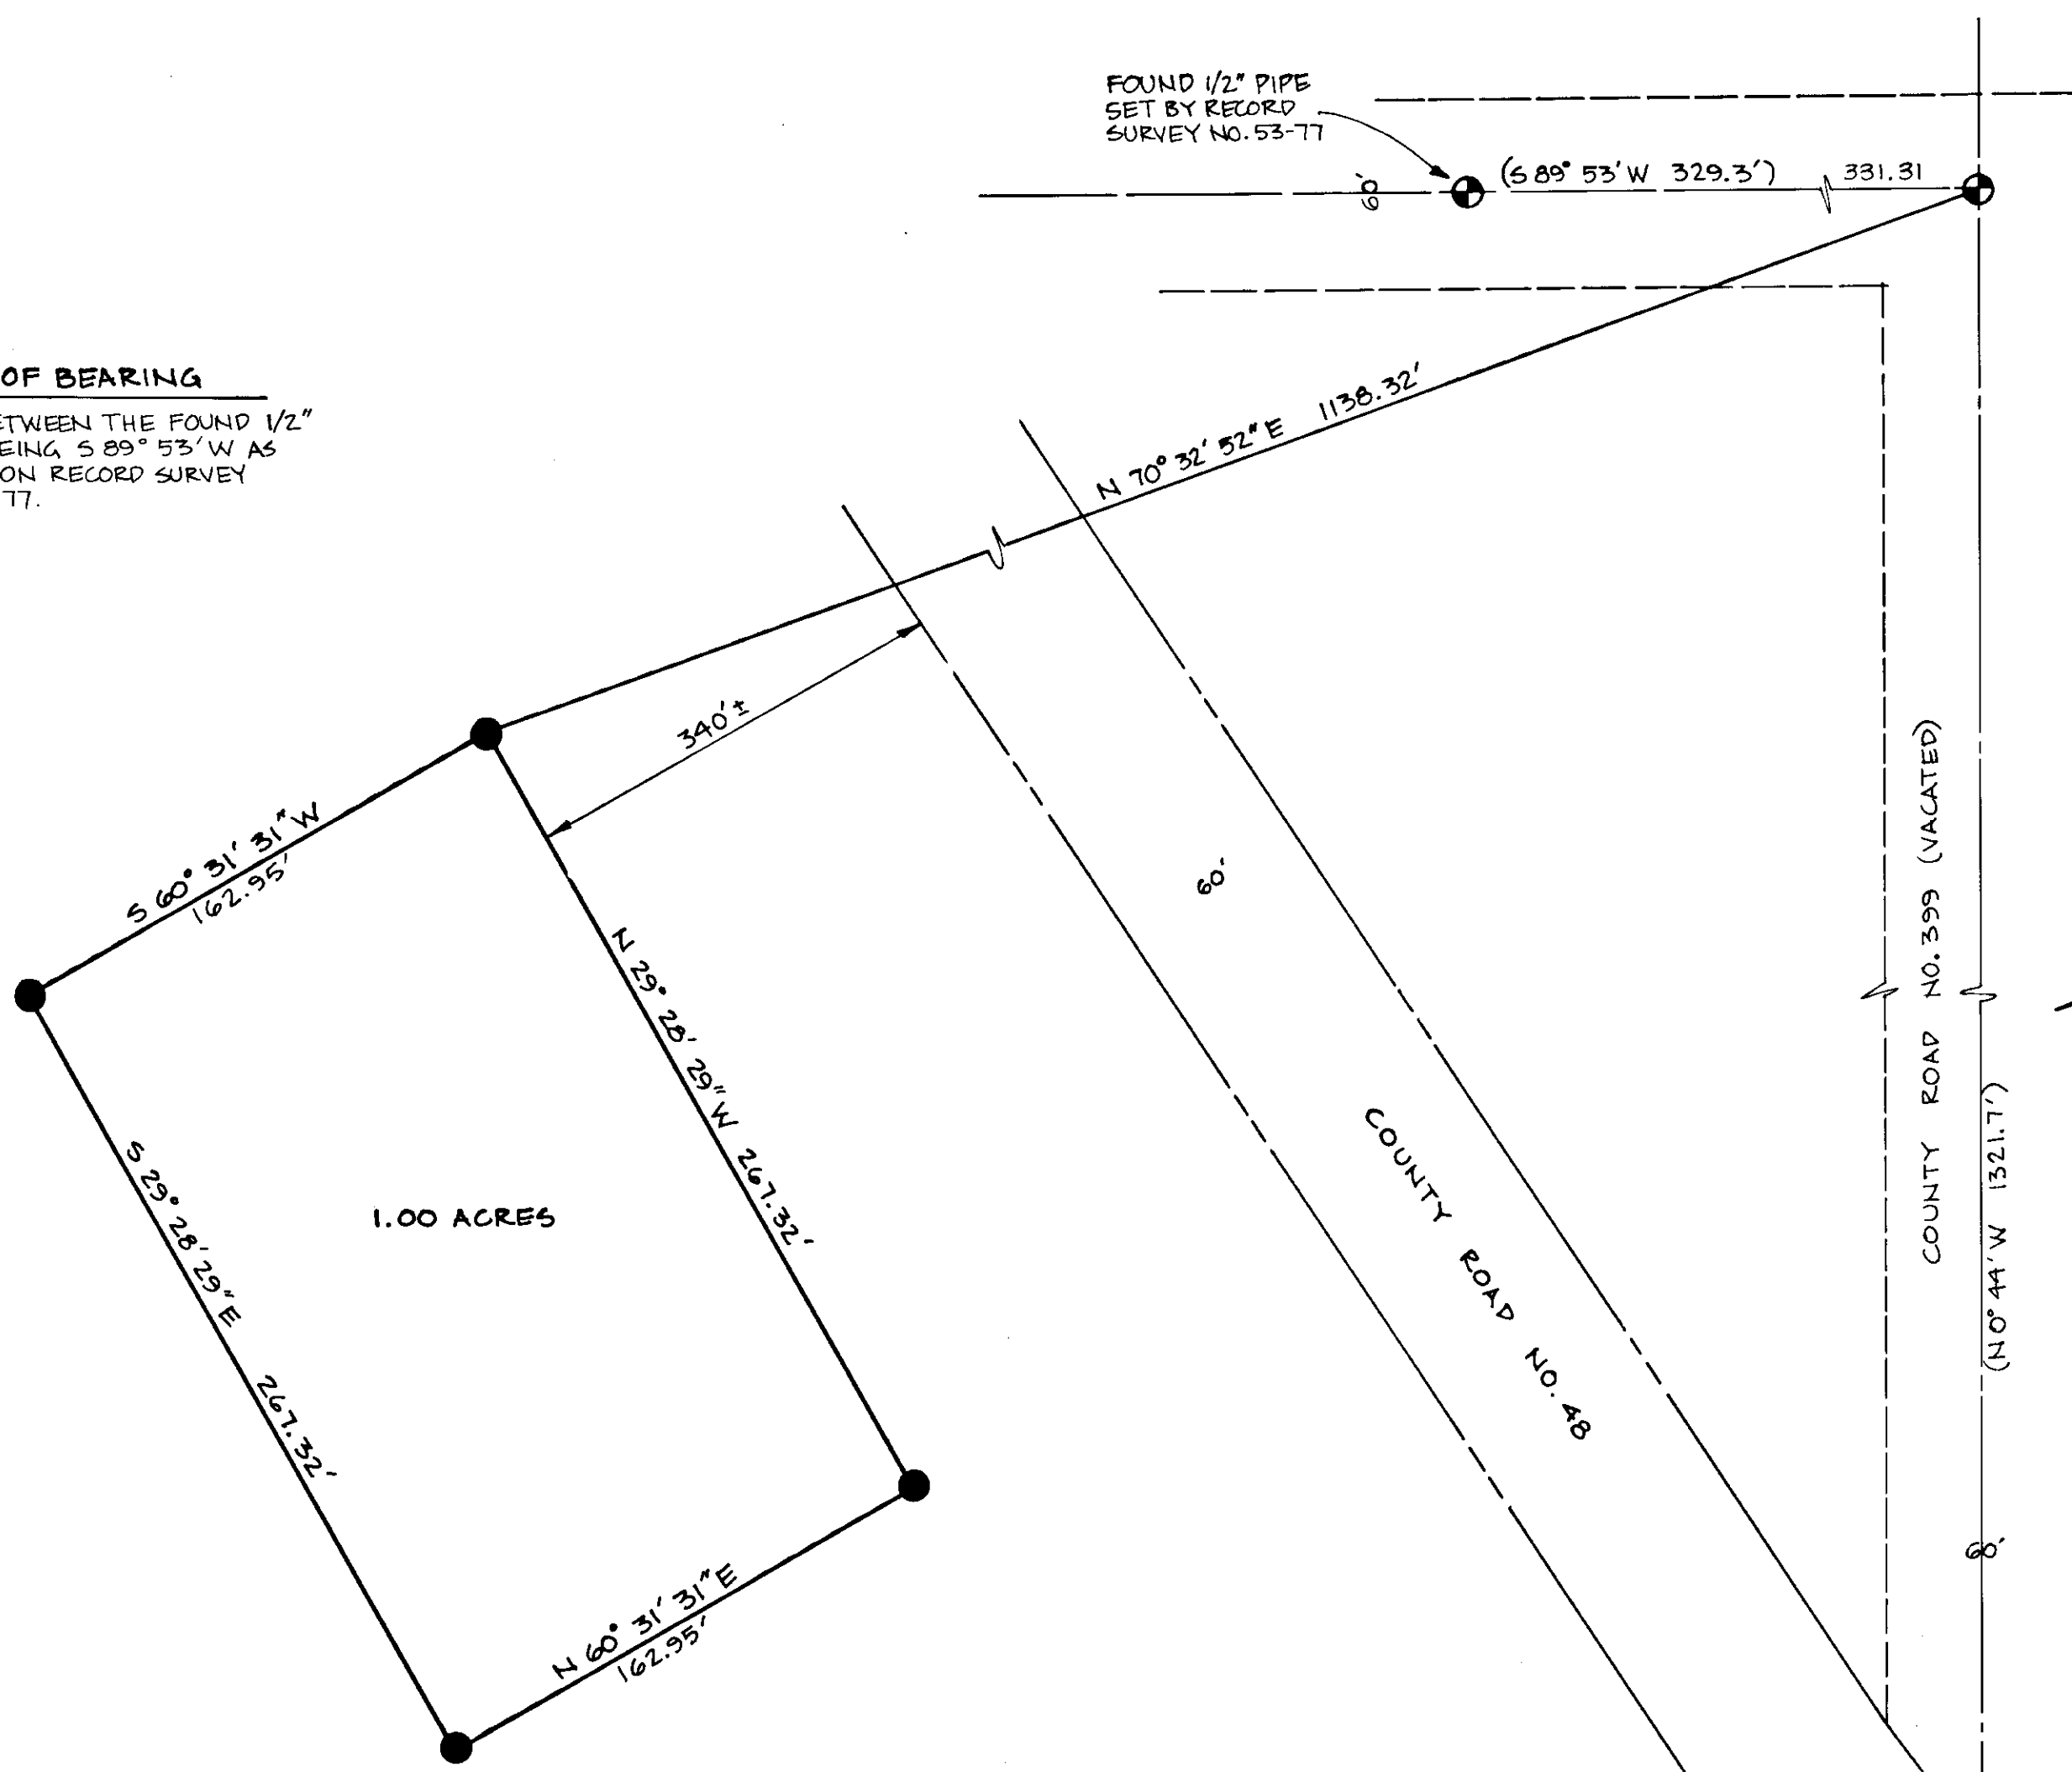 FOUND 1/2" PIPE
SET BY RECORD
SURVEY NO. 53-77
60'
(S 89° 53' W 329.3')
331.31
OF BEARING
ETWEEN THE FOUND 1/2"
EING S 89° 53' W AS
ON RECORD SURVEY
77.
N 70° 32' 52" E 1138.32'
340'±
S 60° 31' 31" W
162.95'
N 29° 28' 29" W 267.32'
60'
COUNTY ROAD NO. 399 (VACATED)
S 29° 28' 29" E 267.32'
1.00 ACRES
COUNTY ROAD NO. 48
(N 0° 44' W 1321.7')
N 60° 31' 31" E
162.95'
60'